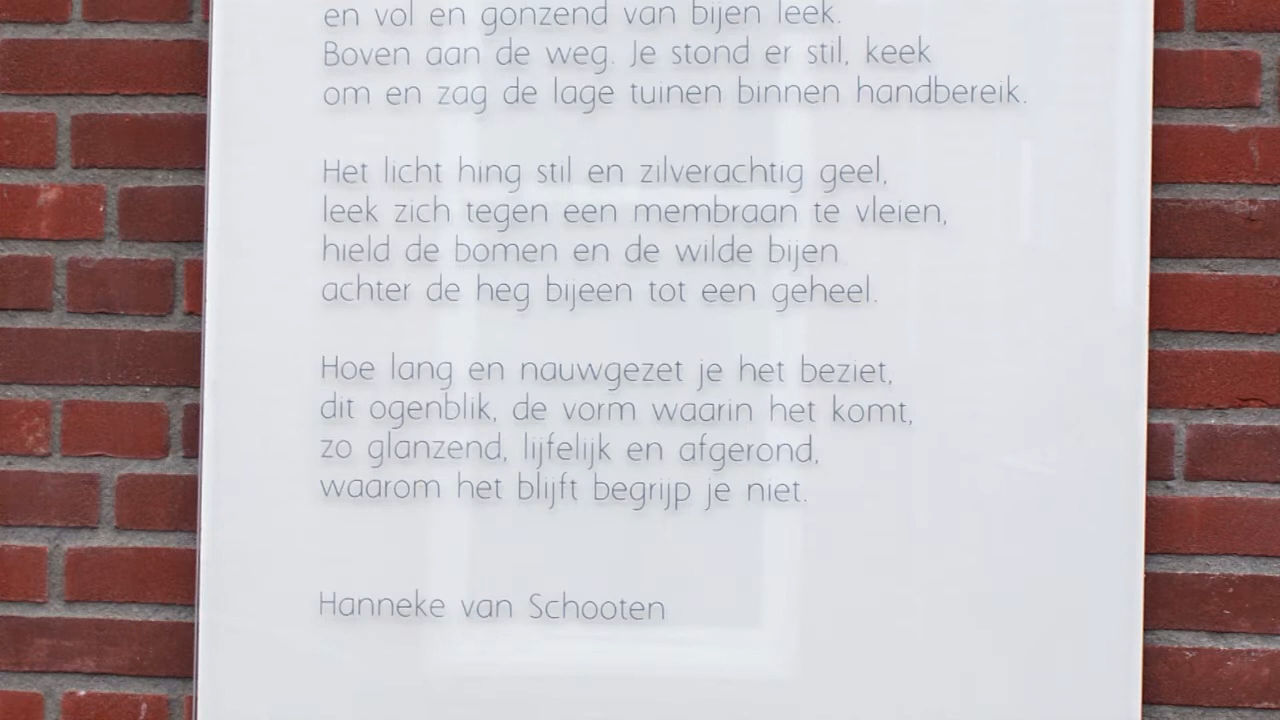 en vol en gonzend van bijen leek.
Boven aan de weg. Je stond er stil, keek
om en zag de lage tuinen binnen handbereik.
Het licht hing stil en zilverachtig geel,
leek zich tegen een membraan te vleien,
hield de bomen en de wilde bijen
achter de heg bijeen tot een geheel.
Hoe lang en nauwgezet je het beziet,
dit ogenblik, de vorm waarin het komt,
zo glanzend, lijfelijk en afgerond,
waarom het blijft begrijp je niet.
Hanneke van Schooten